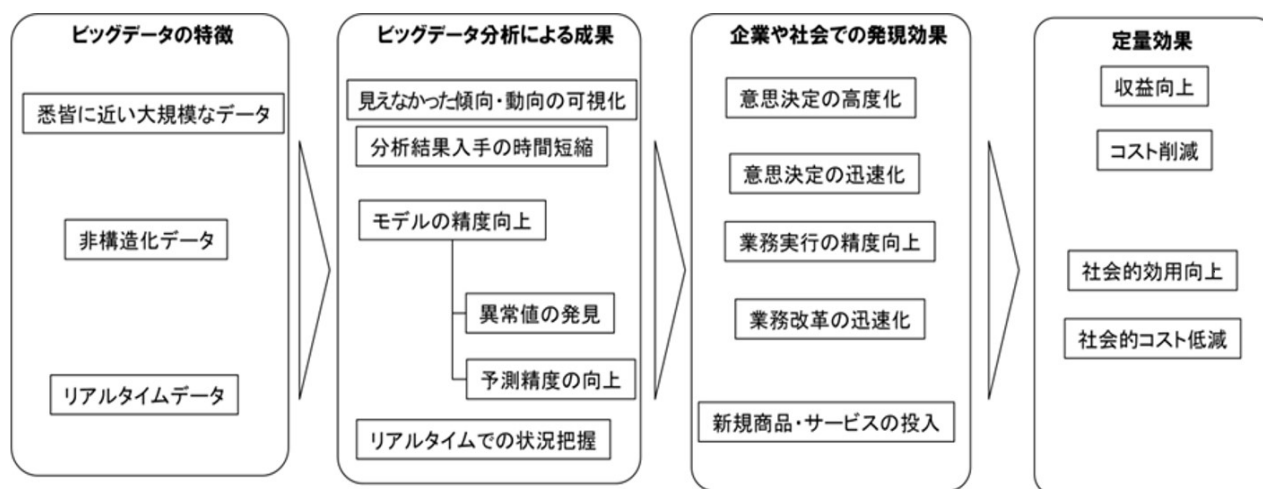 ビッグデータの特徴
悉皆に近い大規模なデータ
非構造化データ
リアルタイムデータ
ビッグデータ分析による成果
見えなかった傾向・動向の可視化
分析結果入手の時間短縮
モデルの精度向上
異常値の発見
予測精度の向上
リアルタイムでの状況把握
企業や社会での発現効果
意思決定の高度化
意思決定の迅速化
業務実行の精度向上
業務改革の迅速化
新規商品・サービスの投入
定量効果
収益向上
コスト削減
社会的効用向上
社会的コスト低減